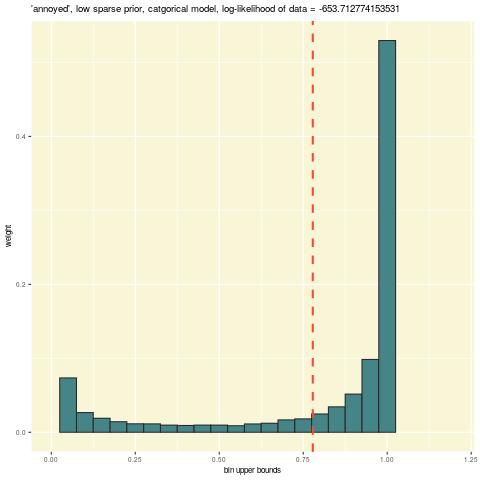 'annoyed', low sparse prior, catgorical model, log-likelihood of data = -653.712774153531
weight
0.4
0.2
0.0
0.00 0.25 0.50 0.75 1.00 1.25
bin upper bounds